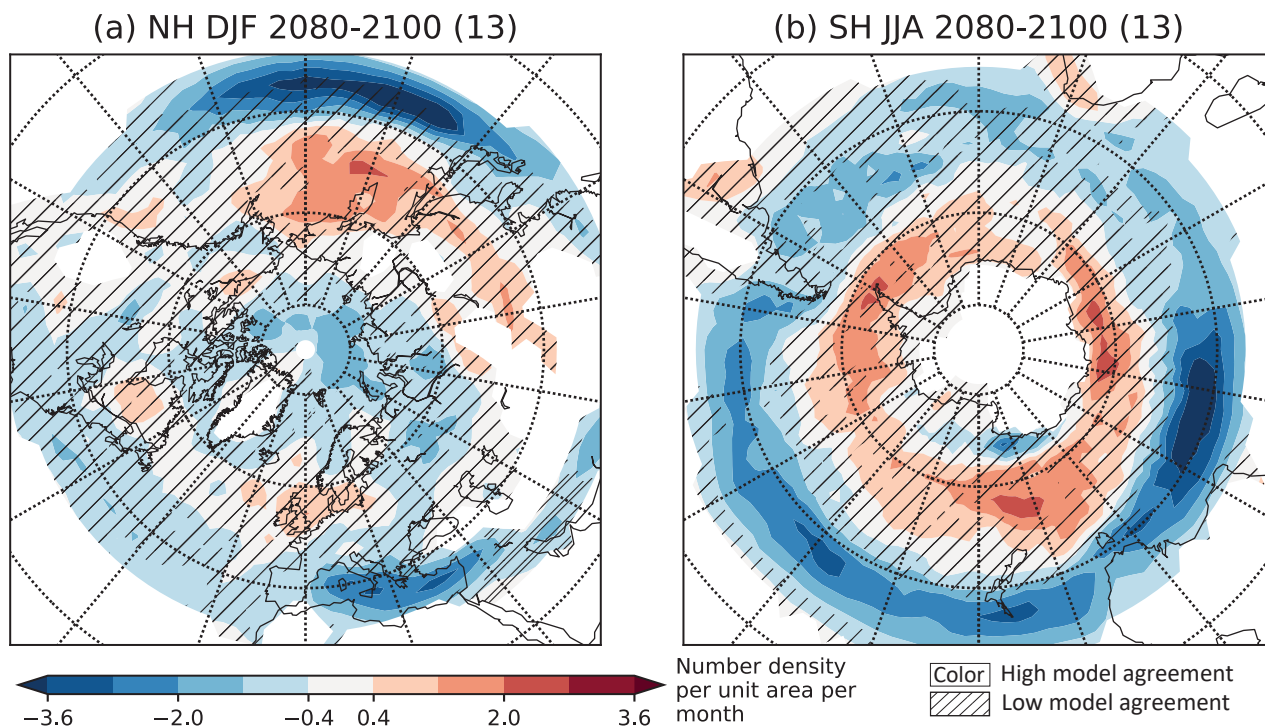 (a) NH DJF 2080-2100 (13)
(b) SH JJA 2080-2100 (13)
−3.6 −2.0 −0.4 0.4 2.0 3.6
Number density
per unit area per
month
Color High model agreement
Low model agreement